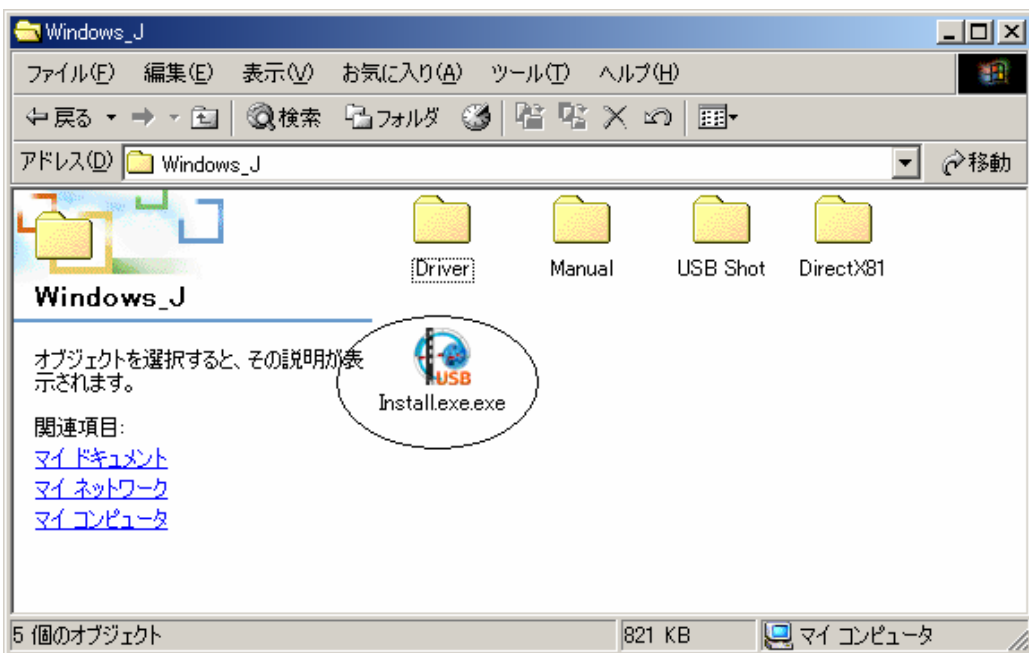 Windows_J
ファイル(F) 編集(E) 表示(V) お気に入り(A) ツール(T) ヘルプ(H)
戻る 検索 フォルダ
アドレス(D) Windows_J 移動
Driver Manual USB Shot DirectX81
Windows_J
オブジェクトを選択すると、その説明が表
示されます。
USB
Install.exe.exe
関連項目:
マイ ドキュメント
マイ ネットワーク
マイ コンピュータ
5 個のオブジェクト 821 KB マイ コンピュータ